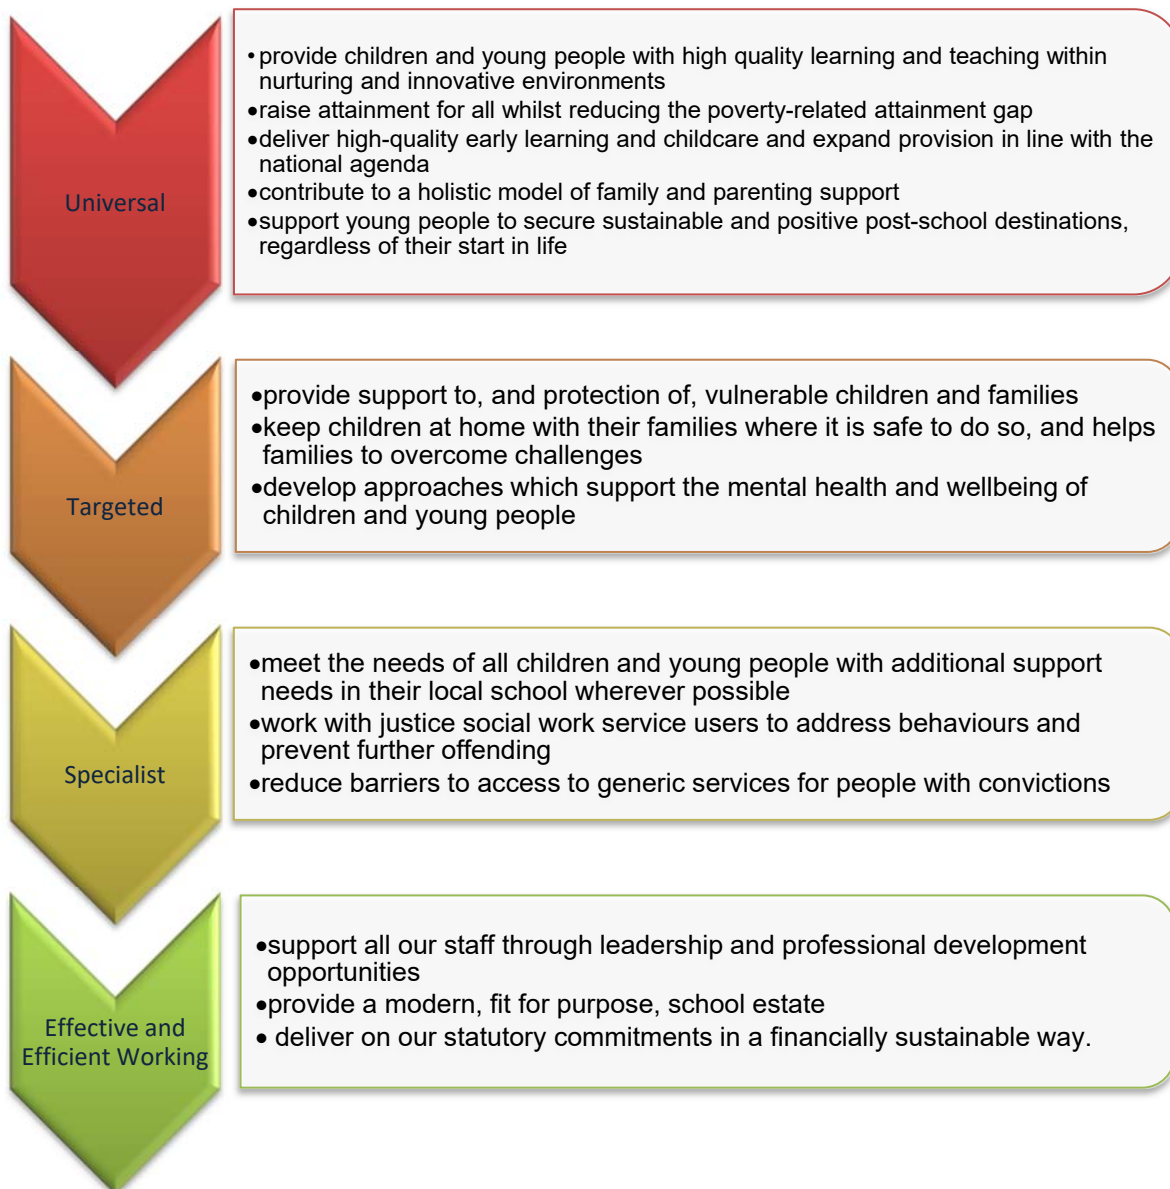 Universal
• provide children and young people with high quality learning and teaching within
nurturing and innovative environments
•raise attainment for all whilst reducing the poverty-related attainment gap
•deliver high-quality early learning and childcare and expand provision in line with the
national agenda
•contribute to a holistic model of family and parenting support
•support young people to secure sustainable and positive post-school destinations,
regardless of their start in life
Targeted
•provide support to, and protection of, vulnerable children and families
•keep children at home with their families where it is safe to do so, and helps
families to overcome challenges
•develop approaches which support the mental health and wellbeing of
children and young people
Specialist
•meet the needs of all children and young people with additional support
needs in their local school wherever possible
•work with justice social work service users to address behaviours and
prevent further offending
•reduce barriers to access to generic services for people with convictions
Effective and
Efficient Working
•support all our staff through leadership and professional development
opportunities
•provide a modern, fit for purpose, school estate
• deliver on our statutory commitments in a financially sustainable way.